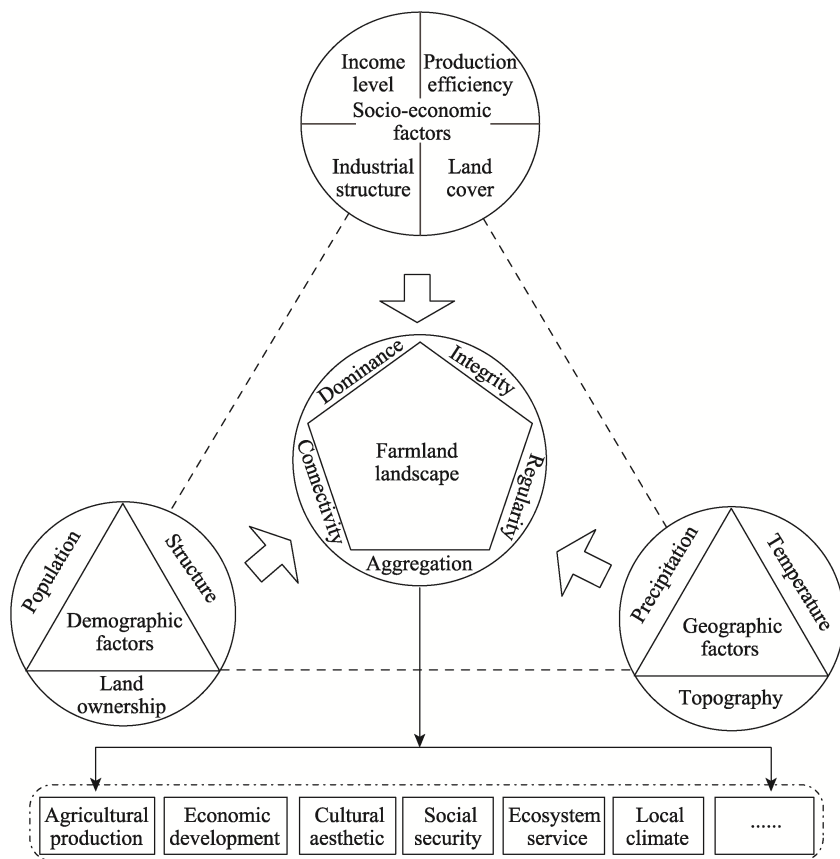 Income
level
Production
efficiency
Socio-economic
factors
Industrial
structure
Land
cover
Dominance
Integrity
Farmland
landscape
Connectivity
Regularity
Aggregation
Population
Structure
Demographic
factors
Land
ownership
Precipitation
Temperature
Geographic
factors
Topography
Agricultural
production
Economic
development
Cultural
aesthetic
Social
security
Ecosystem
service
Local
climate
......